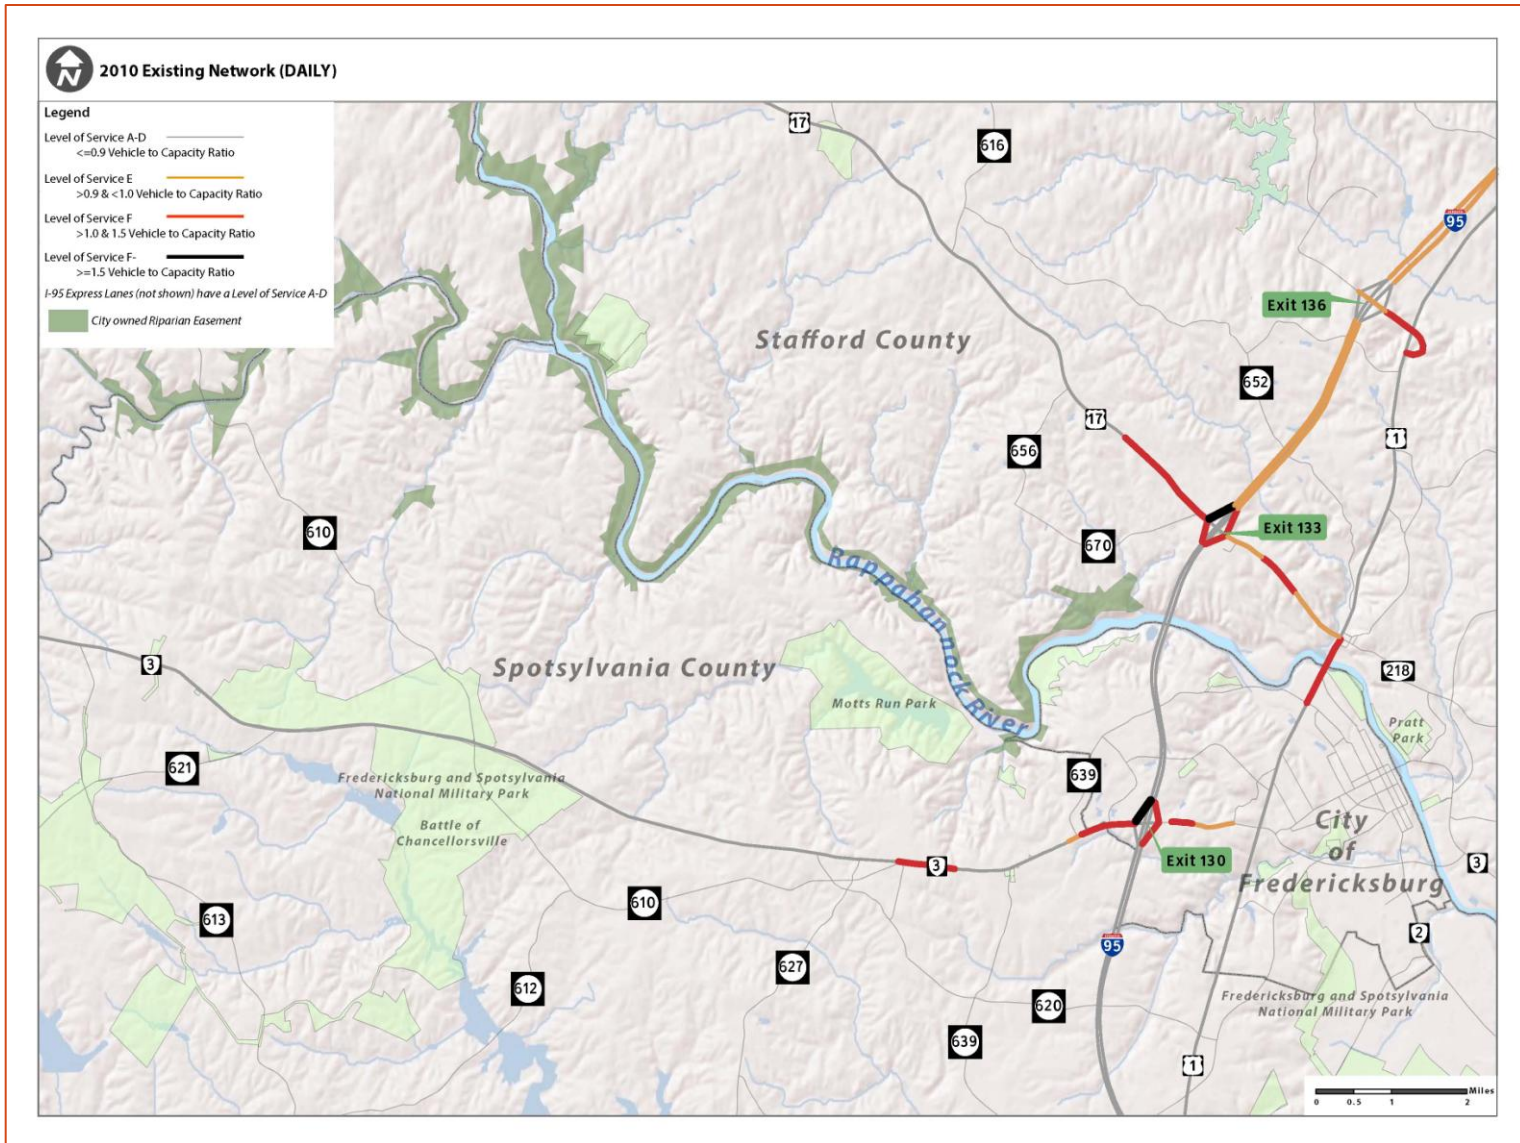 N
2010 Existing Network (DAILY)
Legend
Level of Service A-D
<=0.9 Vehicle to Capacity Ratio
Level of Service E
>0.9 & <1.0 Vehicle to Capacity Ratio
Level of Service F
>1.0 & 1.5 Vehicle to Capacity Ratio
Level of Service F-
>=1.5 Vehicle to Capacity Ratio
I-95 Express Lanes (not shown) have a Level of Service A-D
City owned Riparian Easement
17
616
95
Exit 136
Stafford County
652
17
1
656
Exit 133
610
670
Rappahannock River
3
Spotsylvania County
218
Motts Run Park
Pratt
Park
621
639
Fredericksburg and Spotsylvania
National Military Park
Battle of
Chancellorsville
City
of
Fredericksburg
Exit 130
3
3
610
613
2
95
627
612
620
Fredericksburg and Spotsylvania
National Military Park
639
1
Miles
0 0.5 1 2